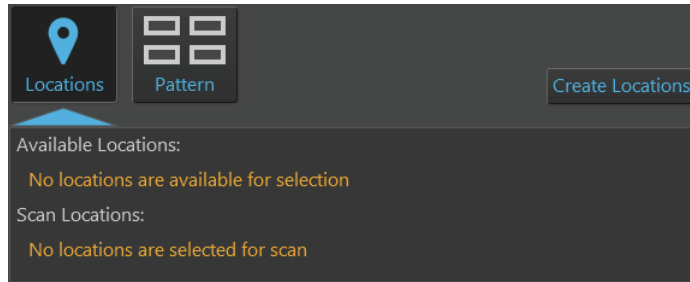 Locations
Pattern
Create Locations
Available Locations:
No locations are available for selection
Scan Locations:
No locations are selected for scan